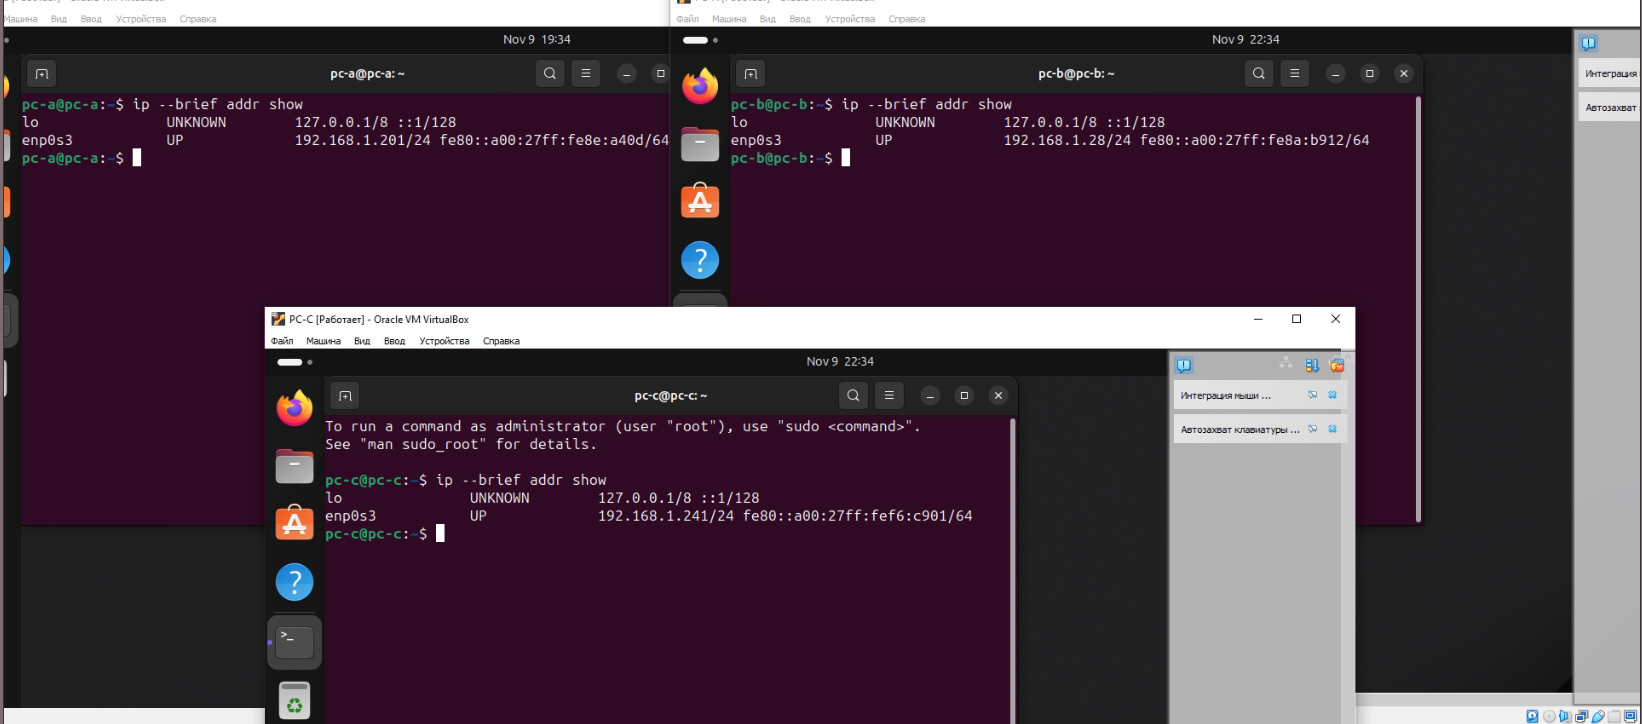 Машина Вид Ввод Устройства Справка
Nov 9 19:34
pc-a@pc-a: ~
pc-a@pc-a:~$ ip --brief addr show
lo UNKNOWN 127.0.0.1/8 ::1/128
enp0s3 UP 192.168.1.201/24 fe80::a00:27ff:fe8e:a40d/64
pc-a@pc-a:~$
Файл Машина Вид Ввод Устройства Справка
Nov 9 22:34
pc-b@pc-b: ~
pc-b@pc-b:~$ ip --brief addr show
lo UNKNOWN 127.0.0.1/8 ::1/128
enp0s3 UP 192.168.1.28/24 fe80::a00:27ff:fe8a:b912/64
pc-b@pc-b:~$
Интеграция
Автозахват
PC-C [Работает] - Oracle VM VirtualBox
Файл Машина Вид Ввод Устройства Справка
Nov 9 22:34
pc-c@pc-c: ~
To run a command as administrator (user "root"), use "sudo <command>".
See "man sudo_root" for details.
pc-c@pc-c:~$ ip --brief addr show
lo UNKNOWN 127.0.0.1/8 ::1/128
enp0s3 UP 192.168.1.241/24 fe80::a00:27ff:fef6:c901/64
pc-c@pc-c:~$
Интеграция мыши ...
Автозахват клавиатуры ...